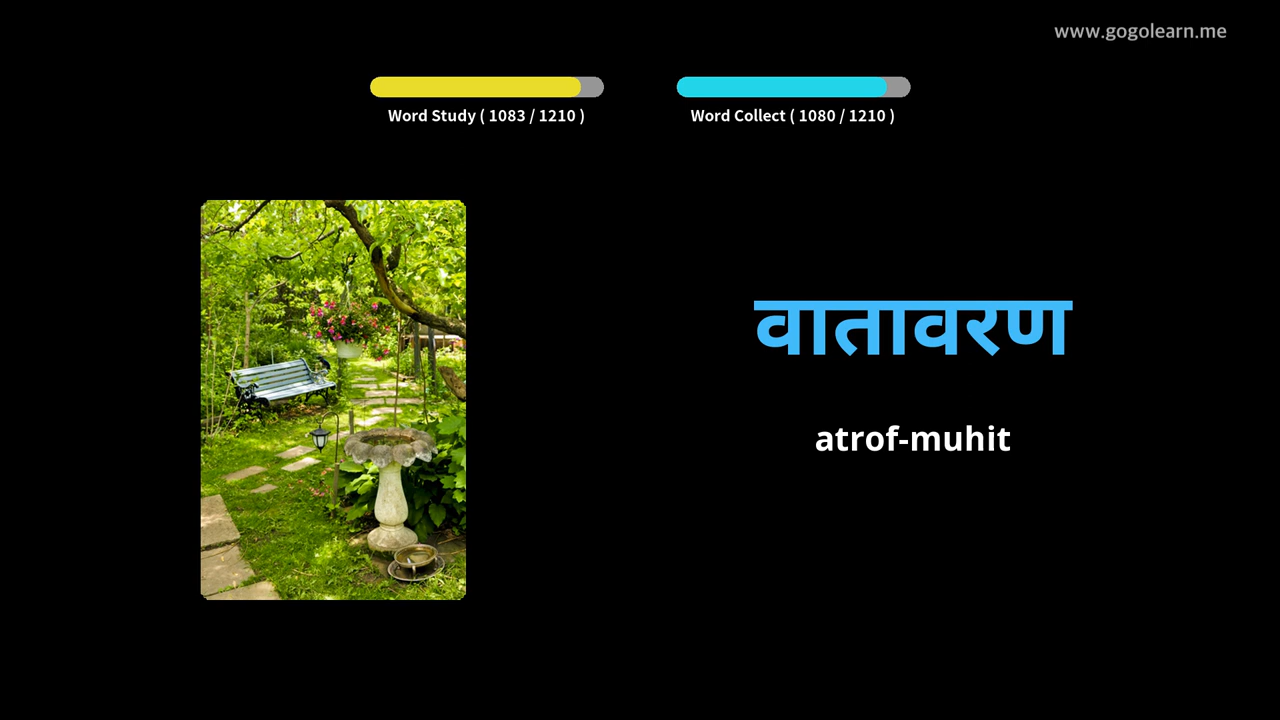 www.gogolearn.me
Word Study ( 1083 / 1210 )
Word Collect ( 1080 / 1210 )
वातावरण
atrof-muhit